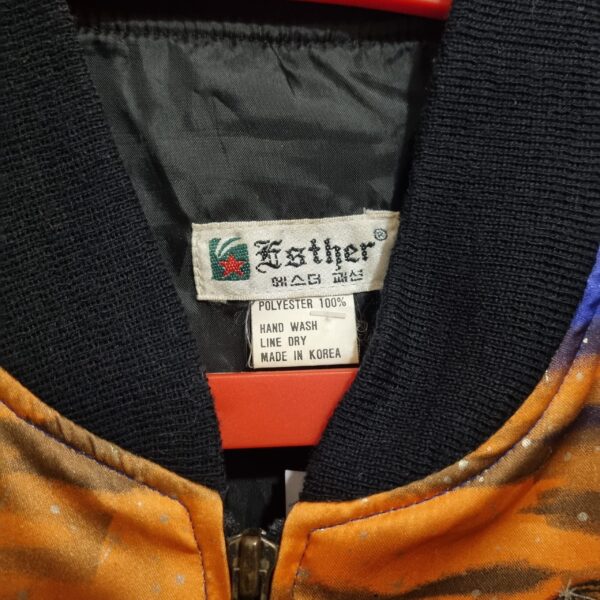 Esther®
에스더 패션
POLYESTER 100%
HAND WASH
LINE DRY
MADE IN KOREA